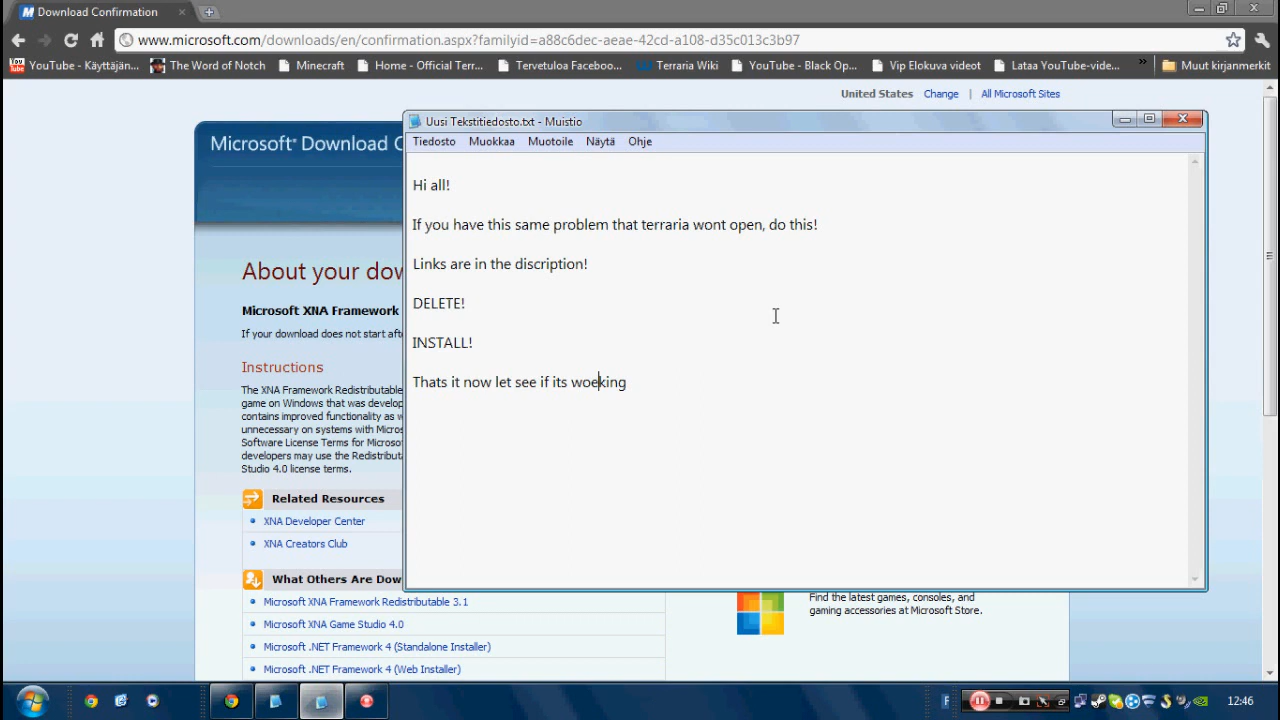 Download Confirmation
www.microsoft.com/downloads/en/confirmation.aspx?familyid=a88c6dec-aeae-42cd-a108-d35c013c3b97
YouTube - Käyttäjän... The Word of Notch Minecraft Home - Official Terr... Tervetuloa Faceboo... Terraria Wiki YouTube - Black Op... Vip Elokuva videot Lataa YouTube-vide... » Muut kirjanmerkit
United States Change | All Microsoft Sites
Microsoft® Download C
Uusi Tekstitiedosto.txt - Muistio
Tiedosto Muokkaa Muotoile Näytä Ohje
Hi all!
If you have this same problem that terraria wont open, do this!
Links are in the discription!
DELETE!
INSTALL!
Thats it now let see if its woeking
About your dow
Microsoft XNA Framework
If your download does not start afte
Instructions
The XNA Framework Redistributable
game on Windows that was develop
contains improved functionality as w
unnecessary on systems with Micros
Software License Terms for Microsof
developers may use the Redistributa
Studio 4.0 license terms.
Related Resources
XNA Developer Center
XNA Creators Club
What Others Are Dow
Microsoft XNA Framework Redistributable 3.1
Microsoft XNA Game Studio 4.0
Microsoft .NET Framework 4 (Standalone Installer)
Microsoft .NET Framework 4 (Web Installer)
Find the latest games, consoles, and
gaming accessories at Microsoft Store.
12:46